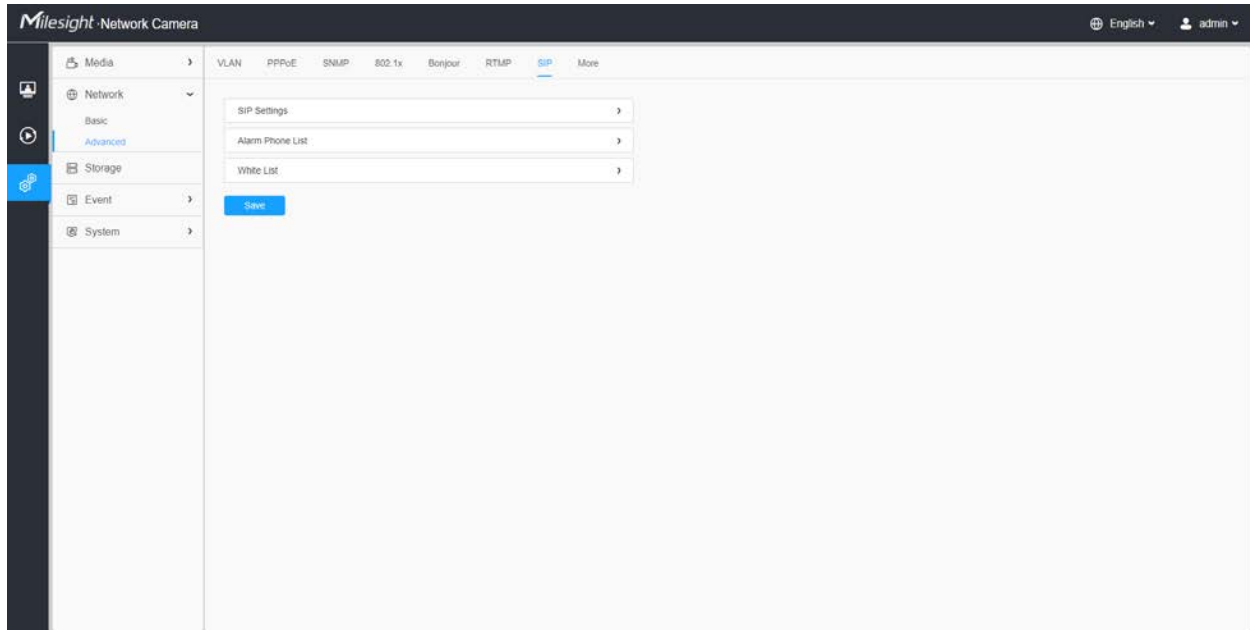 Milesight Network Camera
English
admin
Media
Network
Basic
Advanced
Storage
Event
System
VLAN PPPoE SNMP 802.1x Bonjour RTMP SIP More
SIP Settings
Alarm Phone List
White List
Save